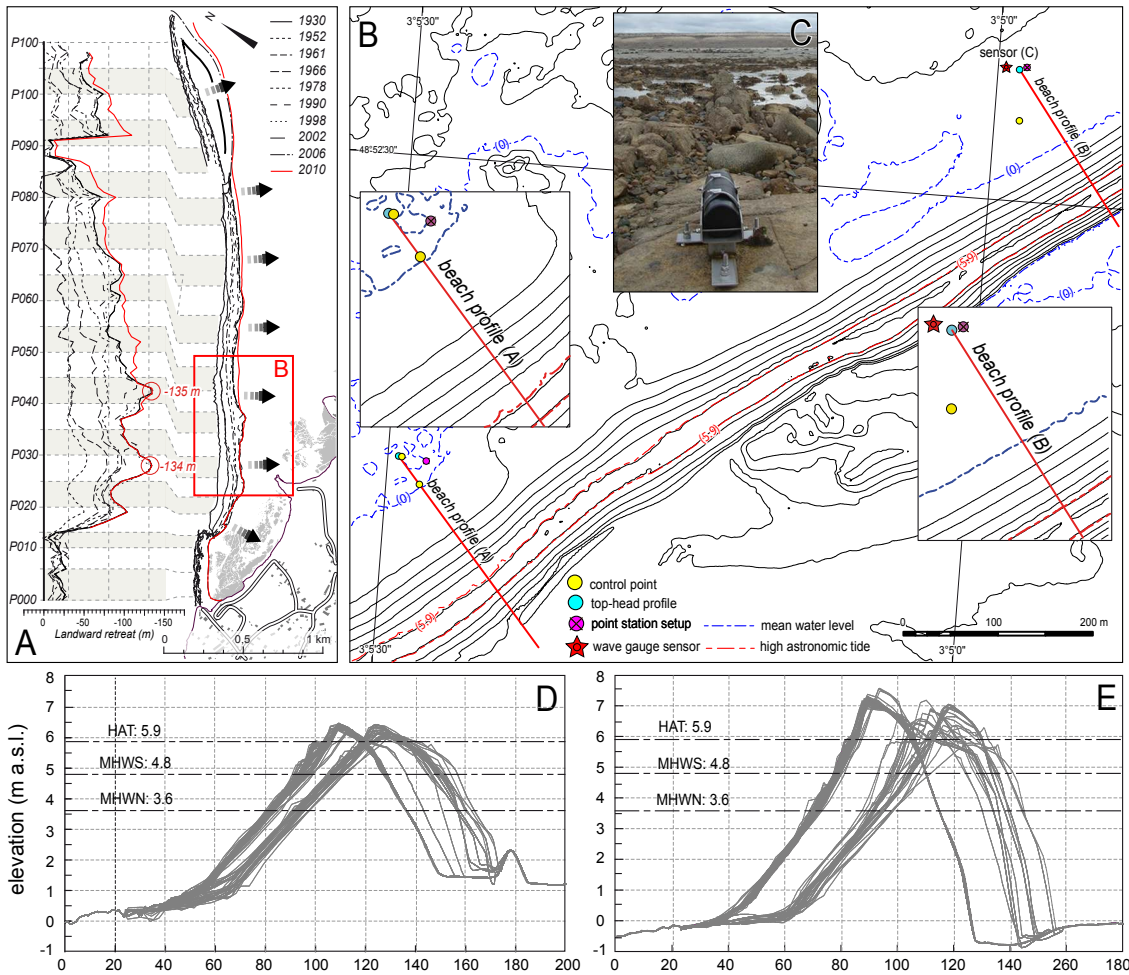 A
N
1930
1952
1961
1966
1978
1990
1998
2002
2006
2010
P100
P100
P090
P080
P070
P060
P050
P040
P030
P020
P010
P000
-135 m
-134 m
B
0 -50 -100 m -150
Landward retreat (m)
0 0.5 1 km
B
3°5'30"
3°5'0"
48°52'30"
(0)
C
sensor (C)
beach profile (B)
(0)
(5.9)
(0)
beach profile (A)
beach profile (B)
(5.9)
(0)
beach profile (A)
(5.9)
3°5'30"
3°5'0"
control point
top-head profile
point station setup
wave gauge sensor
mean water level
high astronomic tide
0 200 m
D
elevation (m a.s.l.)
8
7
6
5
4
3
2
1
0
-1
HAT: 5.9
MHWS: 4.8
MHWN: 3.6
0 20 40 60 80 100 120 140 160 180 200
E
8
7
6
5
4
3
2
1
0
-1
HAT: 5.9
MHWS: 4.8
MHWN: 3.6
0 20 40 60 80 100 120 140 260 180